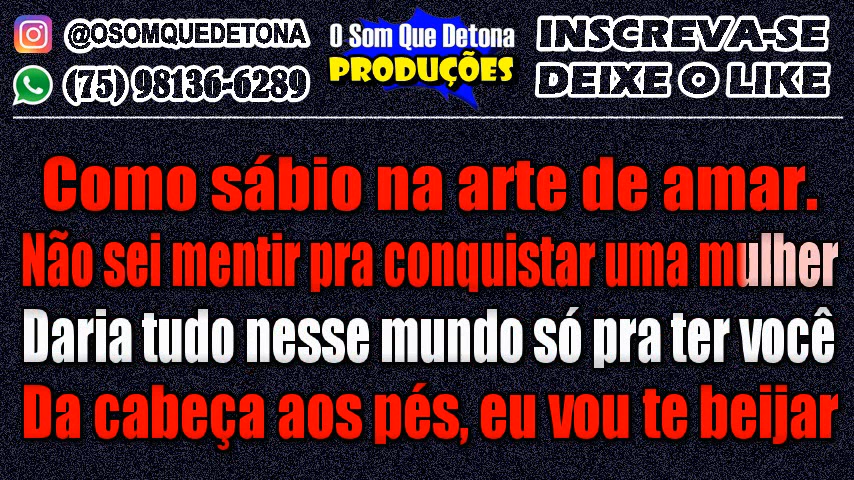 @OSOMQUEDETONA
(75) 98136-6289
O Som Que Detona
PRODUÇÕES
INSCREVA-SE
DEIXE O LIKE
Como sábio na arte de amar.
Não sei mentir pra conquistar uma mulher
Daria tudo nesse mundo só pra ter você
Da cabeça aos pés, eu vou te beijar